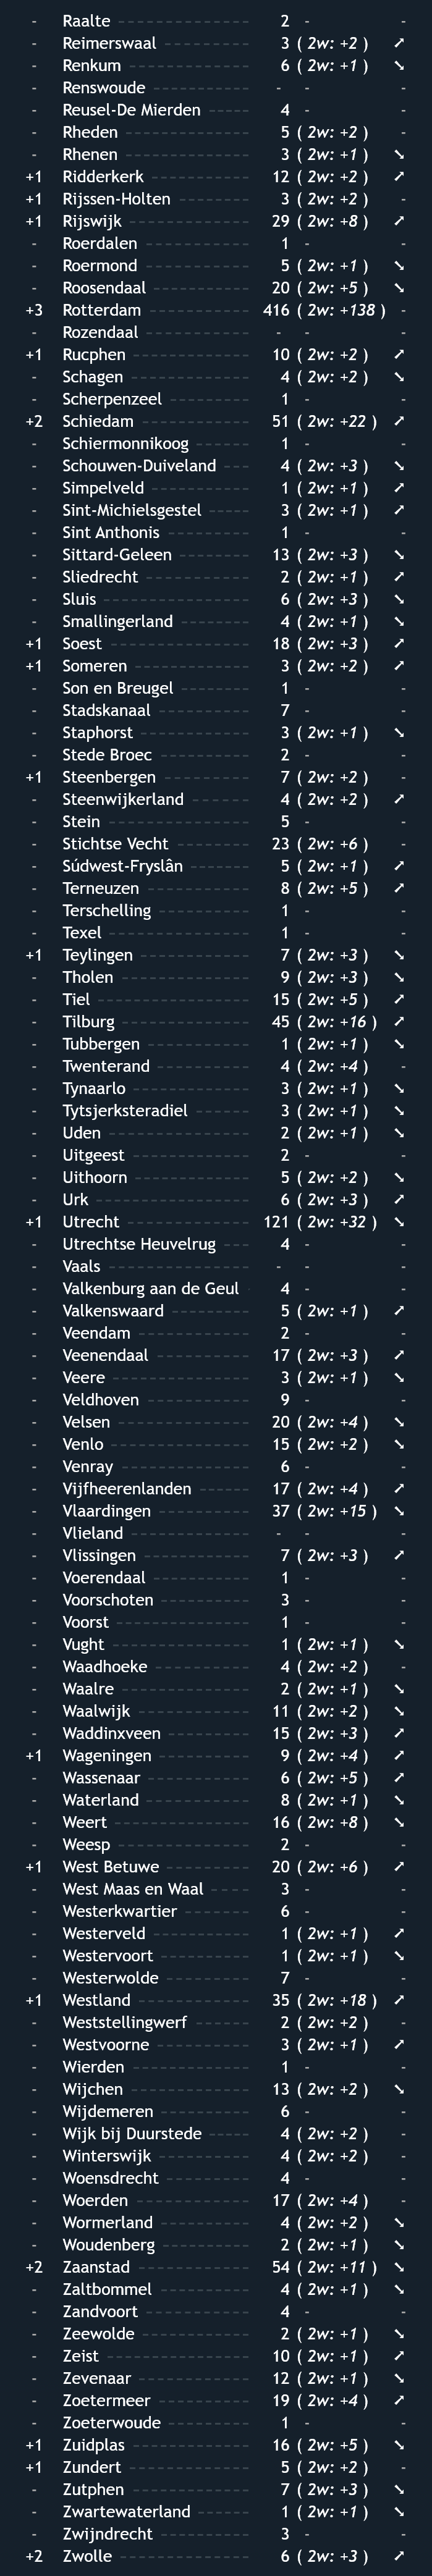 - Raalte 2 - -
- Reimerswaal 3 ( 2w: +2 ) ↗
- Renkum 6 ( 2w: +1 ) ↘
- Renswoude - - -
- Reusel-De Mierden 4 - -
- Rheden 5 ( 2w: +2 ) -
- Rhenen 3 ( 2w: +1 ) ↘
+1 Ridderkerk 12 ( 2w: +2 ) ↗
+1 Rijssen-Holten 3 ( 2w: +2 ) -
+1 Rijswijk 29 ( 2w: +8 ) ↗
- Roerdalen 1 - -
- Roermond 5 ( 2w: +1 ) ↘
- Roosendaal 20 ( 2w: +5 ) ↘
+3 Rotterdam 416 ( 2w: +138 ) -
- Rozendaal - - -
+1 Rucphen 10 ( 2w: +2 ) ↗
- Schagen 4 ( 2w: +2 ) ↘
- Scherpenzeel 1 - -
+2 Schiedam 51 ( 2w: +22 ) ↗
- Schiermonnikoog 1 - -
- Schouwen-Duiveland 4 ( 2w: +3 ) ↘
- Simpelveld 1 ( 2w: +1 ) ↗
- Sint-Michielsgestel 3 ( 2w: +1 ) ↗
- Sint Anthonis 1 - -
- Sittard-Geleen 13 ( 2w: +3 ) ↘
- Sliedrecht 2 ( 2w: +1 ) ↗
- Sluis 6 ( 2w: +3 ) ↘
- Smallingerland 4 ( 2w: +1 ) ↘
+1 Soest 18 ( 2w: +3 ) ↗
+1 Someren 3 ( 2w: +2 ) ↗
- Son en Breugel 1 - -
- Stadskanaal 7 - -
- Staphorst 3 ( 2w: +1 ) ↘
- Stede Broec 2 - -
+1 Steenbergen 7 ( 2w: +2 ) -
- Steenwijkerland 4 ( 2w: +2 ) ↗
- Stein 5 - -
- Stichtse Vecht 23 ( 2w: +6 ) -
- Súdwest-Fryslân 5 ( 2w: +1 ) ↗
- Terneuzen 8 ( 2w: +5 ) ↗
- Terschelling 1 - -
- Texel 1 - -
+1 Teylingen 7 ( 2w: +3 ) ↘
- Tholen 9 ( 2w: +3 ) ↘
- Tiel 15 ( 2w: +5 ) ↗
- Tilburg 45 ( 2w: +16 ) ↗
- Tubbergen 1 ( 2w: +1 ) ↘
- Twenterand 4 ( 2w: +4 ) -
- Tynaarlo 3 ( 2w: +1 ) ↘
- Tytsjerksteradiel 3 ( 2w: +1 ) ↘
- Uden 2 ( 2w: +1 ) ↘
- Uitgeest 2 - -
- Uithoorn 5 ( 2w: +2 ) ↘
- Urk 6 ( 2w: +3 ) ↗
+1 Utrecht 121 ( 2w: +32 ) ↘
- Utrechtse Heuvelrug 4 - -
- Vaals - - -
- Valkenburg aan de Geul 4 - -
- Valkenswaard 5 ( 2w: +1 ) ↗
- Veendam 2 - -
- Veenendaal 17 ( 2w: +3 ) ↗
- Veere 3 ( 2w: +1 ) ↘
- Veldhoven 9 - -
- Velsen 20 ( 2w: +4 ) ↘
- Venlo 15 ( 2w: +2 ) ↘
- Venray 6 - -
- Vijfheerenlanden 17 ( 2w: +4 ) ↗
- Vlaardingen 37 ( 2w: +15 ) ↘
- Vlieland - - -
- Vlissingen 7 ( 2w: +3 ) ↗
- Voerendaal 1 - -
- Voorschoten 3 - -
- Voorst 1 - -
- Vught 1 ( 2w: +1 ) ↘
- Waadhoeke 4 ( 2w: +2 ) -
- Waalre 2 ( 2w: +1 ) ↘
- Waalwijk 11 ( 2w: +2 ) ↘
- Waddinxveen 15 ( 2w: +3 ) ↗
+1 Wageningen 9 ( 2w: +4 ) ↗
- Wassenaar 6 ( 2w: +5 ) ↗
- Waterland 8 ( 2w: +1 ) ↘
- Weert 16 ( 2w: +8 ) ↘
- Weesp 2 - -
+1 West Betuwe 20 ( 2w: +6 ) ↗
- West Maas en Waal 3 - -
- Westerkwartier 6 - -
- Westerveld 1 ( 2w: +1 ) ↗
- Westervoort 1 ( 2w: +1 ) ↘
- Westerwolde 7 - -
+1 Westland 35 ( 2w: +18 ) ↗
- Weststellingwerf 2 ( 2w: +2 ) -
- Westvoorne 3 ( 2w: +1 ) ↗
- Wierden 1 - -
- Wijchen 13 ( 2w: +2 ) ↘
- Wijdemeren 6 - -
- Wijk bij Duurstede 4 ( 2w: +2 ) -
- Winterswijk 4 ( 2w: +2 ) -
- Woensdrecht 4 - -
- Woerden 17 ( 2w: +4 ) -
- Wormerland 4 ( 2w: +2 ) ↘
- Woudenberg 2 ( 2w: +1 ) ↘
+2 Zaanstad 54 ( 2w: +11 ) ↘
- Zaltbommel 4 ( 2w: +1 ) ↘
- Zandvoort 4 - -
- Zeewolde 2 ( 2w: +1 ) ↘
- Zeist 10 ( 2w: +1 ) ↗
- Zevenaar 12 ( 2w: +1 ) ↘
- Zoetermeer 19 ( 2w: +4 ) ↗
- Zoeterwoude 1 - -
+1 Zuidplas 16 ( 2w: +5 ) ↘
+1 Zundert 5 ( 2w: +2 ) -
- Zutphen 7 ( 2w: +3 ) ↘
- Zwartewaterland 1 ( 2w: +1 ) ↘
- Zwijndrecht 3 - -
+2 Zwolle 6 ( 2w: +3 ) ↗